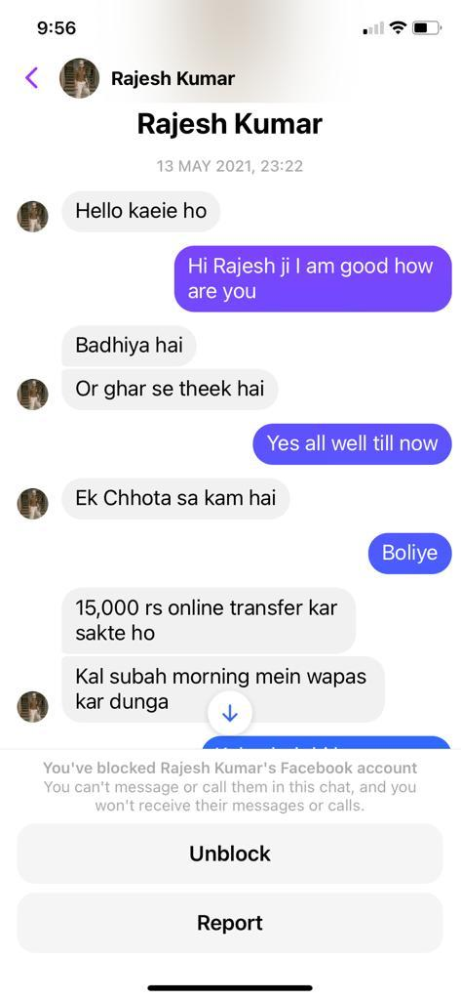 9:56
Rajesh Kumar
Rajesh Kumar
13 MAY 2021, 23:22
Hello kaeie ho
Hi Rajesh ji I am good how
are you
Badhiya hai
Or ghar se theek hai
Yes all well till now
Ek Chhota sa kam hai
Boliye
15,000 rs online transfer kar
sakte ho
Kal subah morning mein wapas
kar dunga
You've blocked Rajesh Kumar's Facebook account
You can't message or call them in this chat, and you
won't receive their messages or calls.
Unblock
Report